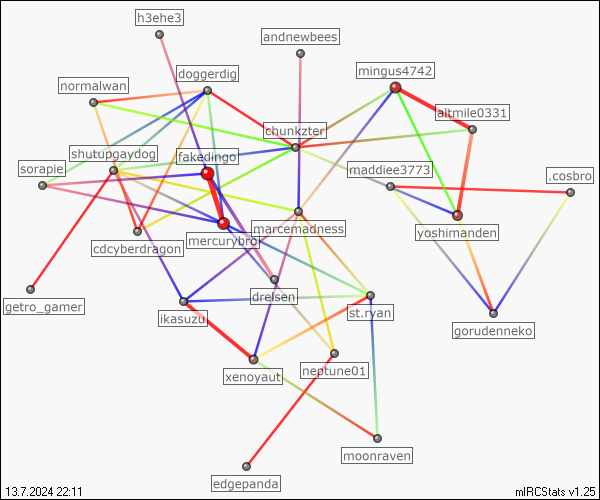 h3ehe3
andnewbees
doggerdig
mingus4742
normalwan
altmile0331
chunkzter
shutupgaydog
fakedingo
maddiee3773
sorapie
.cosbro
marcemadness
yoshimanden
cdcyberdragon
mercurybro
drelsen
getro_gamer
ikasuzu
st.ryan
gorudenneko
xenoyaut
neptune01
moonraven
edgepanda
13.7.2024 22:11
mIRCStats v1.25